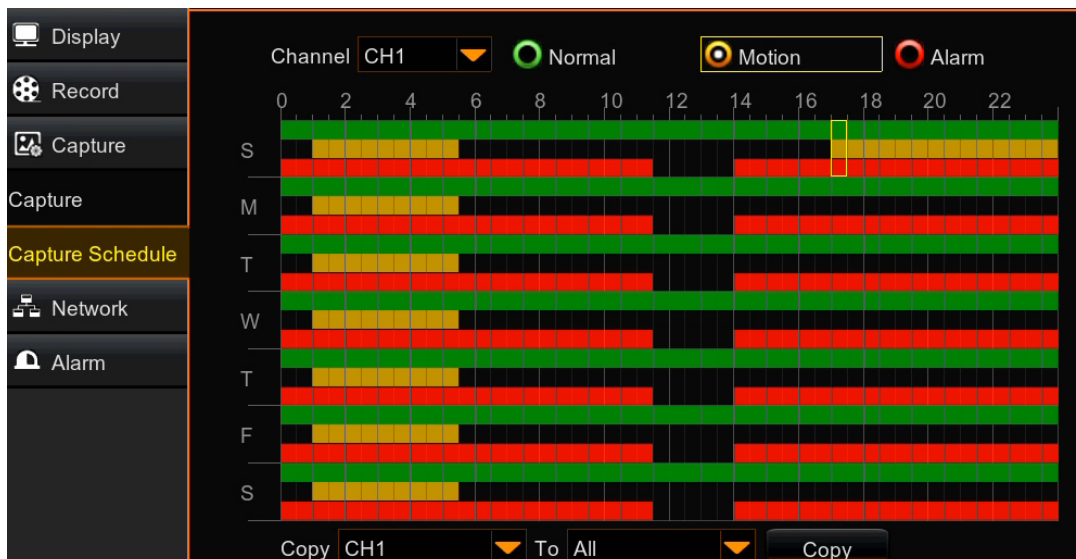 Display
Record
Capture
Capture
Capture Schedule
Network
Alarm
Channel CH1 Normal Motion Alarm
0 2 4 6 8 10 12 14 16 18 20 22
S
M
T
W
T
F
S
Copy CH1 To All Copy